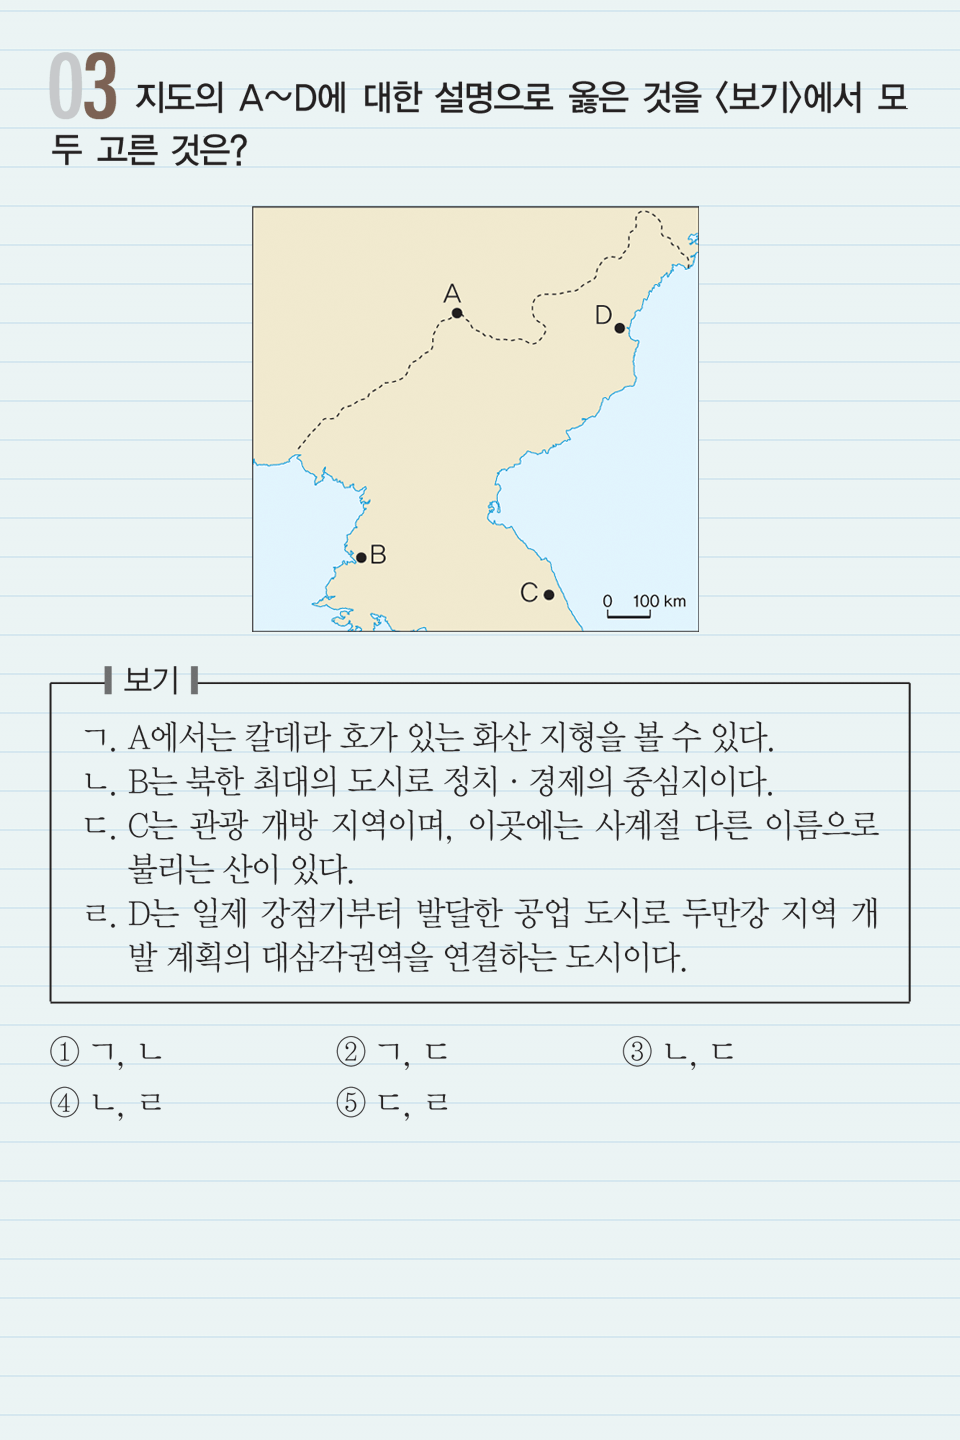 03 지도의 A~D에 대한 설명으로 옳은 것을 <보기>에서 모
두 고른 것은?
A
D
B
C
0 100 km
보기
ㄱ. A에서는 칼데라 호가 있는 화산 지형을 볼 수 있다.
ㄴ. B는 북한 최대의 도시로 정치 · 경제의 중심지이다.
ㄷ. C는 관광 개방 지역이며, 이곳에는 사계절 다른 이름으로
불리는 산이 있다.
ㄹ. D는 일제 강점기부터 발달한 공업 도시로 두만강 지역 개
발 계획의 대삼각권역을 연결하는 도시이다.
① ㄱ, ㄴ ② ㄱ, ㄷ ③ ㄴ, ㄷ
④ ㄴ, ㄹ ⑤ ㄷ, ㄹ